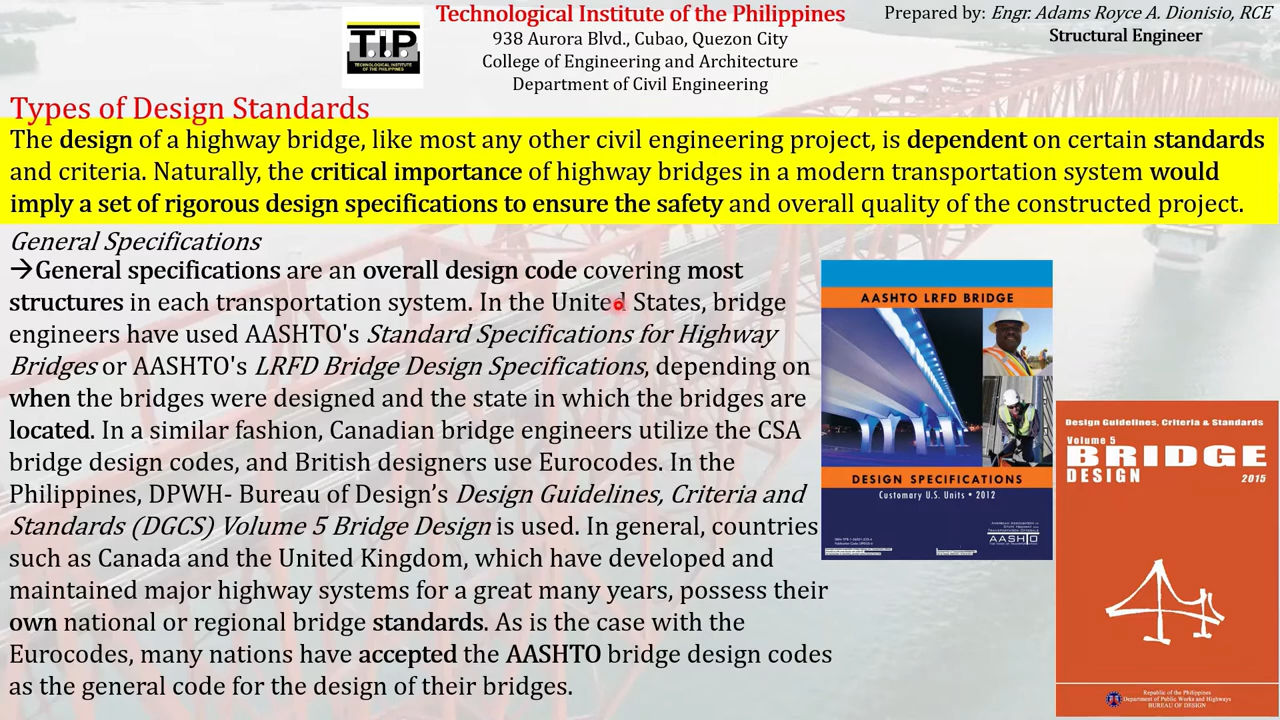 Technological Institute of the Philippines
938 Aurora Blvd., Cubao, Quezon City
College of Engineering and Architecture
Department of Civil Engineering
Prepared by: Engr. Adams Royce A. Dionisio, RCE
Structural Engineer
TiP
TECHNOLOGICAL INSTITUTE
OF THE PHILIPPINES
Types of Design Standards
The design of a highway bridge, like most any other civil engineering project, is dependent on certain standards
and criteria. Naturally, the critical importance of highway bridges in a modern transportation system would
imply a set of rigorous design specifications to ensure the safety and overall quality of the constructed project.
General Specifications
→General specifications are an overall design code covering most
structures in each transportation system. In the United States, bridge
engineers have used AASHTO's Standard Specifications for Highway
Bridges or AASHTO's LRFD Bridge Design Specifications, depending on
when the bridges were designed and the state in which the bridges are
located. In a similar fashion, Canadian bridge engineers utilize the CSA
bridge design codes, and British designers use Eurocodes. In the
Philippines, DPWH- Bureau of Design’s Design Guidelines, Criteria and
Standards (DGCS) Volume 5 Bridge Design is used. In general, countries
such as Canada and the United Kingdom, which have developed and
maintained major highway systems for a great many years, possess their
own national or regional bridge standards. As is the case with the
Eurocodes, many nations have accepted the AASHTO bridge design codes
as the general code for the design of their bridges.
AASHTO LRFD BRIDGE
DESIGN SPECIFICATIONS
Customary U.S. Units • 2012
AASHTO
Design Guidelines, Criteria & Standards
Volume 5
BRIDGE
DESIGN 2015
Republic of the Philippines
Department of Public Works and Highways
BUREAU OF DESIGN